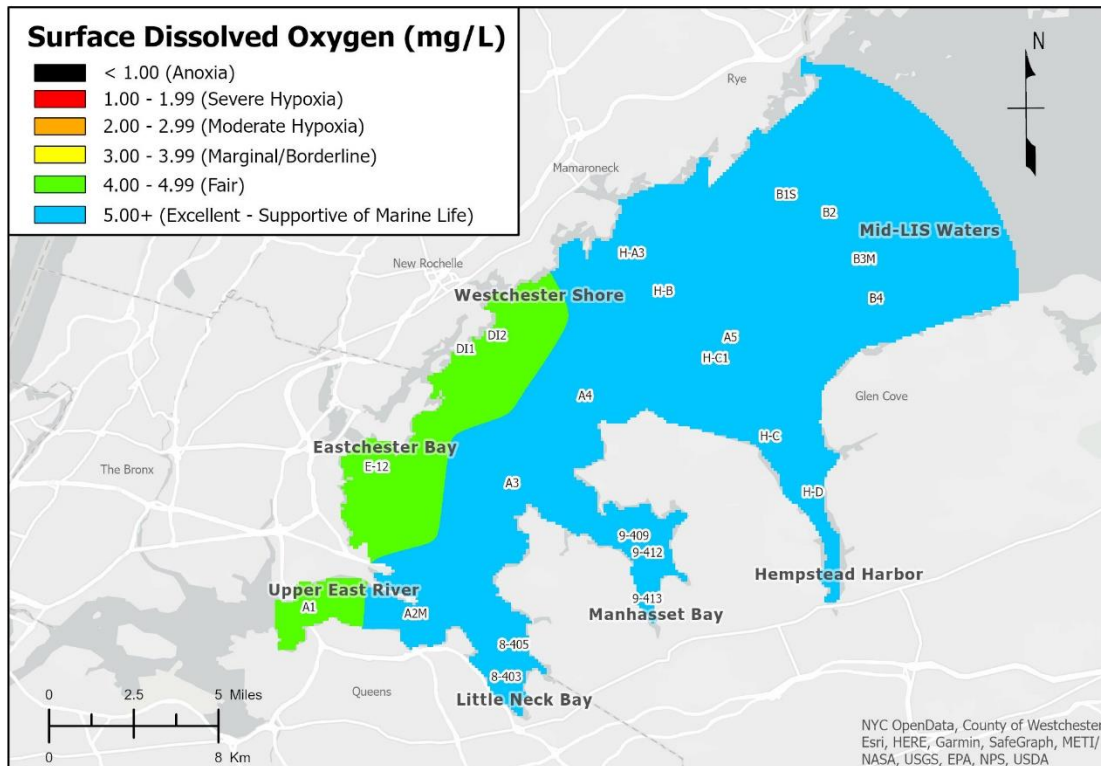 Surface Dissolved Oxygen (mg/L)
< 1.00 (Anoxia)
1.00 - 1.99 (Severe Hypoxia)
2.00 - 2.99 (Moderate Hypoxia)
3.00 - 3.99 (Marginal/Borderline)
4.00 - 4.99 (Fair)
5.00+ (Excellent - Supportive of Marine Life)
N
Rye
Mamaroneck
B1S
B2
Mid-LIS Waters
H-A3
B3M
New Rochelle
H-B
Westchester Shore
B4
DI2
DI1
A5
H-C1
A4
Glen Cove
H-C
Eastchester Bay
E-12
The Bronx
A3
H-D
9-409
9-412
Hempstead Harbor
Upper East River
9-413
A1
A2M
Manhasset Bay
8-405
8-403
Queens
Little Neck Bay
0 2.5 5 Miles
0 8 Km
NYC OpenData, County of Westchester,
Esri, HERE, Garmin, SafeGraph, METI/
NASA, USGS, EPA, NPS, USDA